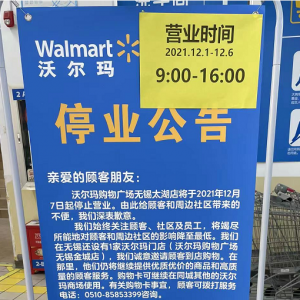 Walmart
沃尔玛
营业时间
2021.12.1-12.6
9:00-16:00
停业公告
亲爱的顾客朋友：
沃尔玛购物广场无锡太湖店将于2021年12月
7日起停止营业。由此给顾客和周边社区带来的
不便，我们深表歉意。
我们始终关注顾客、社区及员工，将竭尽
所能地对顾客和周边社区的影响降至最低。我们
在无锡还设有1家沃尔玛门店（沃尔玛购物广场
无锡金城店），我们诚意邀请顾客到店购物。在
那里，他们仍将继续提供优质优价的商品和高质
量的顾客服务。购物卡可继续在同城其他的沃尔
玛商场使用。有关购物卡事宜，顾客可拨打服务
电话：0510-85853399咨询。